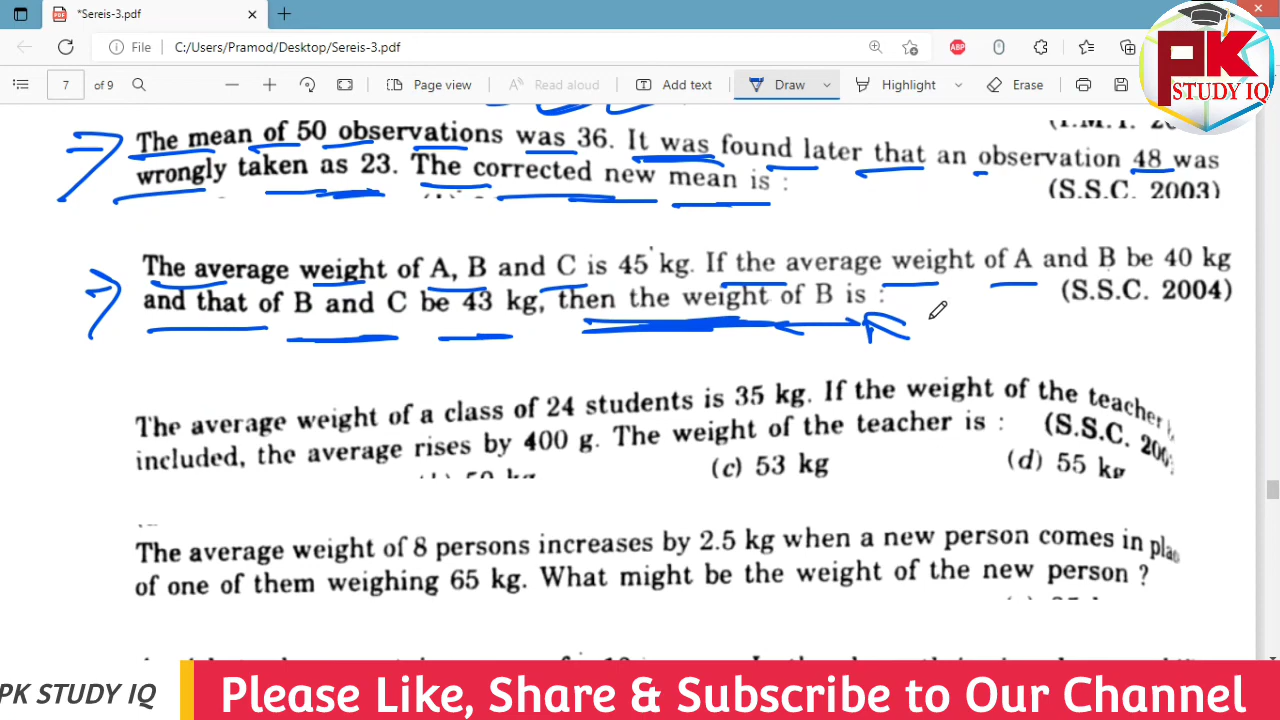 *Sereis-3.pdf
File C:/Users/Pramod/Desktop/Sereis-3.pdf
ABP
7 of 9 Page view Read aloud Add text Draw Highlight Erase
PK
STUDY IQ
The mean of 50 observations was 36. It was found later that an observation 48 was
wrongly taken as 23. The corrected new mean is :
(S.S.C. 2003)
The average weight of A, B and C is 45 kg. If the average weight of A and B be 40 kg
and that of B and C be 43 kg, then the weight of B is :
(S.S.C. 2004)
The average weight of a class of 24 students is 35 kg. If the weight of the teacher
included, the average rises by 400 g. The weight of the teacher is : (S.S.C.
(c) 53 kg (d) 55 kg
The average weight of 8 persons increases by 2.5 kg when a new person comes in
of one of them weighing 65 kg. What might be the weight of the new person ?
PK STUDY IQ Please Like, Share & Subscribe to Our Channel